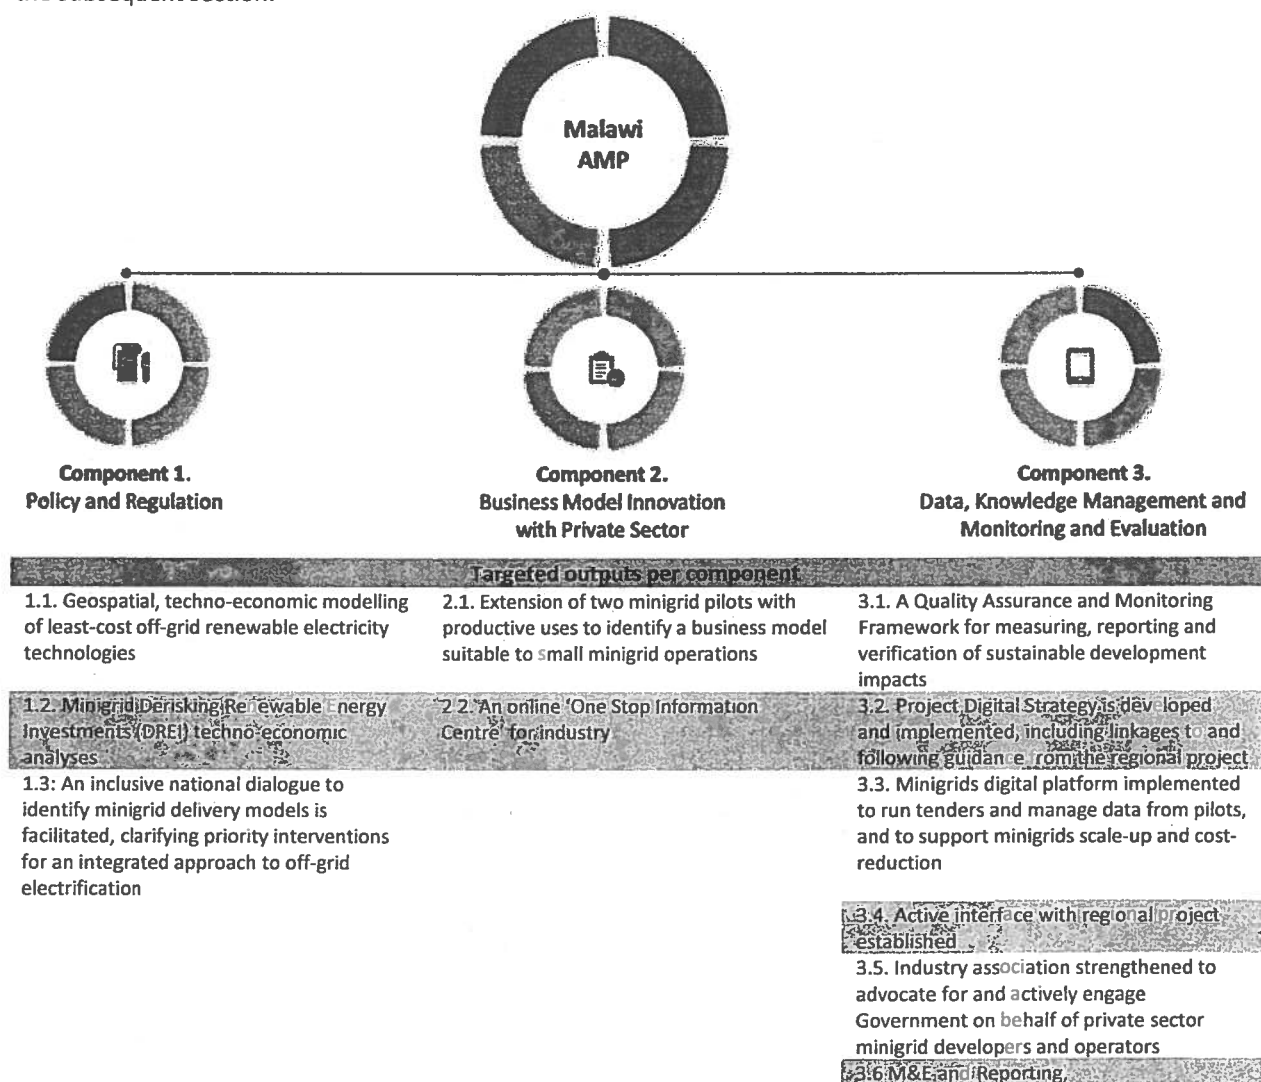 the subsequent section.
Malawi
AMP
Component 1.
Policy and Regulation
Component 2.
Business Model Innovation
with Private Sector
Component 3.
Data, Knowledge Management and
Monitoring and Evaluation
Targeted outputs per component
1.1. Geospatial, techno-economic modelling
of least-cost off-grid renewable electricity
technologies
2.1. Extension of two minigrid pilots with
productive uses to identify a business model
suitable to small minigrid operations
3.1. A Quality Assurance and Monitoring
Framework for measuring, reporting and
verification of sustainable development
impacts
1.2. Minigrid Derisking Renewable Energy
Investments (DREI) techno-economic
analyses
2.2. An online 'One Stop Information
Centre' for industry
3.2. Project Digital Strategy is developed
and implemented, including linkages to and
following guidance from the regional project
1.3: An inclusive national dialogue to
identify minigrid delivery models is
facilitated, clarifying priority interventions
for an integrated approach to off-grid
electrification
3.3. Minigrids digital platform implemented
to run tenders and manage data from pilots,
and to support minigrids scale-up and cost-
reduction
3.4. Active interface with regional project
established
3.5. Industry association strengthened to
advocate for and actively engage
Government on behalf of private sector
minigrid developers and operators
3.6 M&E and Reporting,